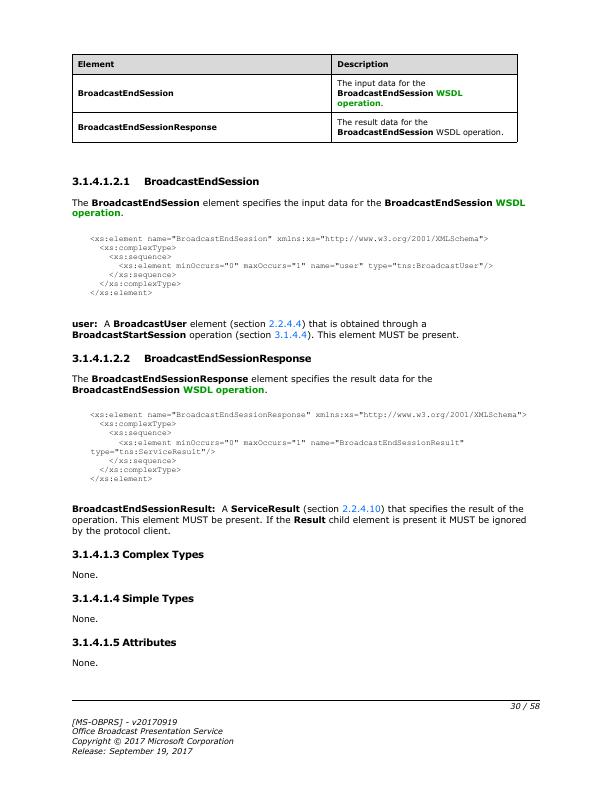 Element Description
The input data for the
BroadcastEndSession BroadcastEndSession WSDL
operation.
BroadcastEndSessionResponse The result data for the
BroadcastEndSession WSDL operation.
3.1.4.1.2.1 BroadcastEndSession
The BroadcastEndSession element specifies the input data for the BroadcastEndSession WSDL
operation.
<xs:element name="BroadcastEndSession" xmlns:xs="http://www.w3.org/2001/XMLSchema">
<xs:complexType>
<xs:sequence>
<xs:element minOccurs="0" maxOccurs="1" name="user" type="tns:BroadcastUser"/>
</xs:sequence>
</xs:complexType>
</xs:element>
user: A BroadcastUser element (section 2.2.4.4) that is obtained through a
BroadcastStartSession operation (section 3.1.4.4). This element MUST be present.
3.1.4.1.2.2 BroadcastEndSessionResponse
The BroadcastEndSessionResponse element specifies the result data for the
BroadcastEndSession WSDL operation.
<xs:element name="BroadcastEndSessionResponse" xmlns:xs="http://www.w3.org/2001/XMLSchema">
<xs:complexType>
<xs:sequence>
<xs:element minOccurs="0" maxOccurs="1" name="BroadcastEndSessionResult"
type="tns:ServiceResult"/>
</xs:sequence>
</xs:complexType>
</xs:element>
BroadcastEndSessionResult: A ServiceResult (section 2.2.4.10) that specifies the result of the
operation. This element MUST be present. If the Result child element is present it MUST be ignored
by the protocol client.
3.1.4.1.3 Complex Types
None.
3.1.4.1.4 Simple Types
None.
3.1.4.1.5 Attributes
None.
30 / 58
[MS-OBPRS] - v20170919
Office Broadcast Presentation Service
Copyright © 2017 Microsoft Corporation
Release: September 19, 2017